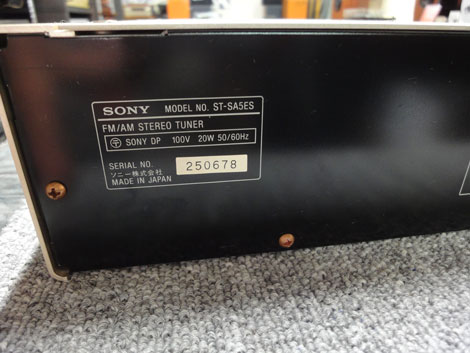 SONY MODEL NO. ST-SA5ES
FM/AM STEREO TUNER
SONY DP 100V 20W 50/60Hz
SERIAL NO. 250678
ソニー株式会社
MADE IN JAPAN